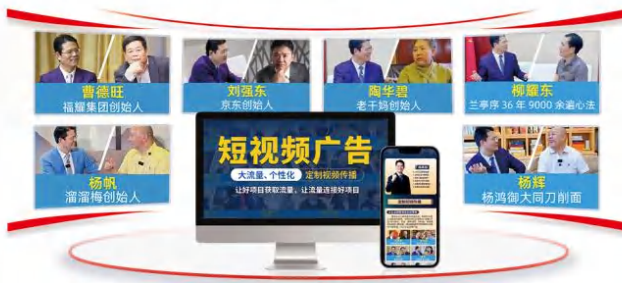 曹德旺
福耀集团创始人
刘强东
京东创始人
陶华碧
老干妈创始人
柳耀东
兰亭序36年9000余遍心法
杨帆
溜溜梅创始人
短视频广告
大流量、个性化 定制视频传播
让好项目获取流量，让流量连接好项目
杨辉
杨鸿御大同刀削面